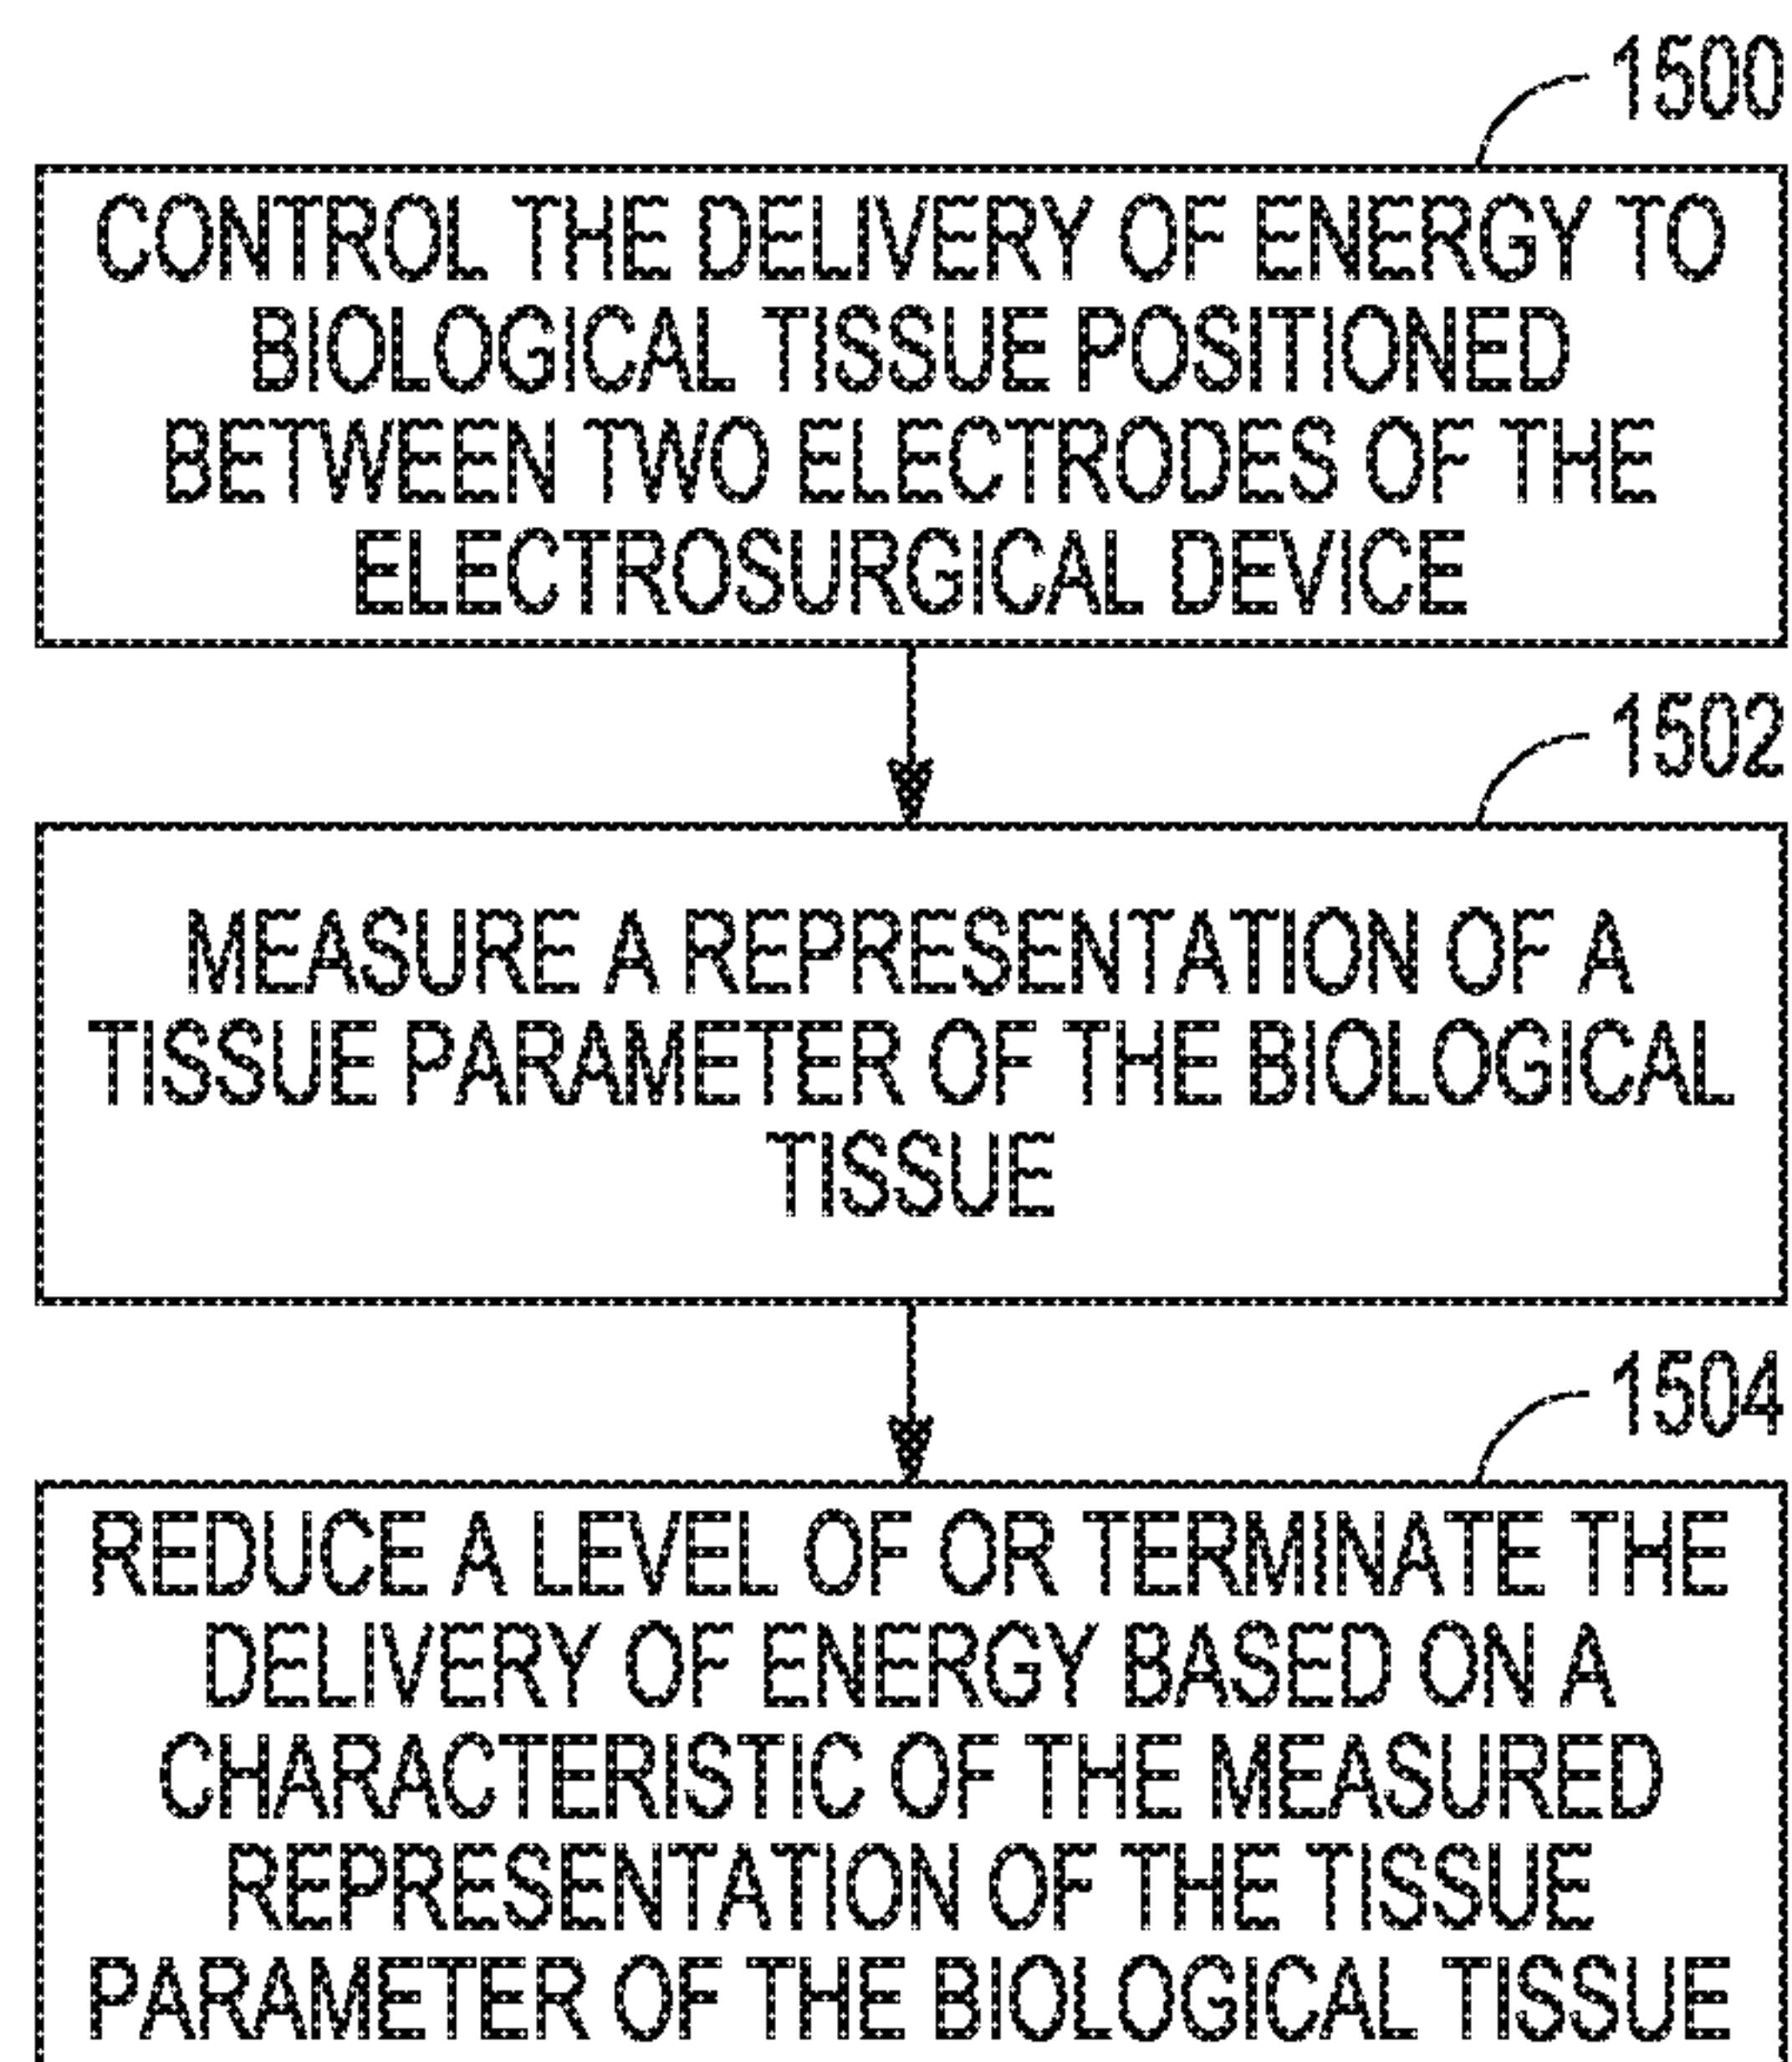 1500
CONTROL THE DELIVERY OF ENERGY TO
BIOLOGICAL TISSUE POSITIONED
BETWEEN TWO ELECTRODES OF THE
ELECTROSURGICAL DEVICE
1502
MEASURE A REPRESENTATION OF A
TISSUE PARAMETER OF THE BIOLOGICAL
TISSUE
1504
REDUCE A LEVEL OF OR TERMINATE THE
DELIVERY OF ENERGY BASED ON A
CHARACTERISTIC OF THE MEASURED
REPRESENTATION OF THE TISSUE
PARAMETER OF THE BIOLOGICAL TISSUE